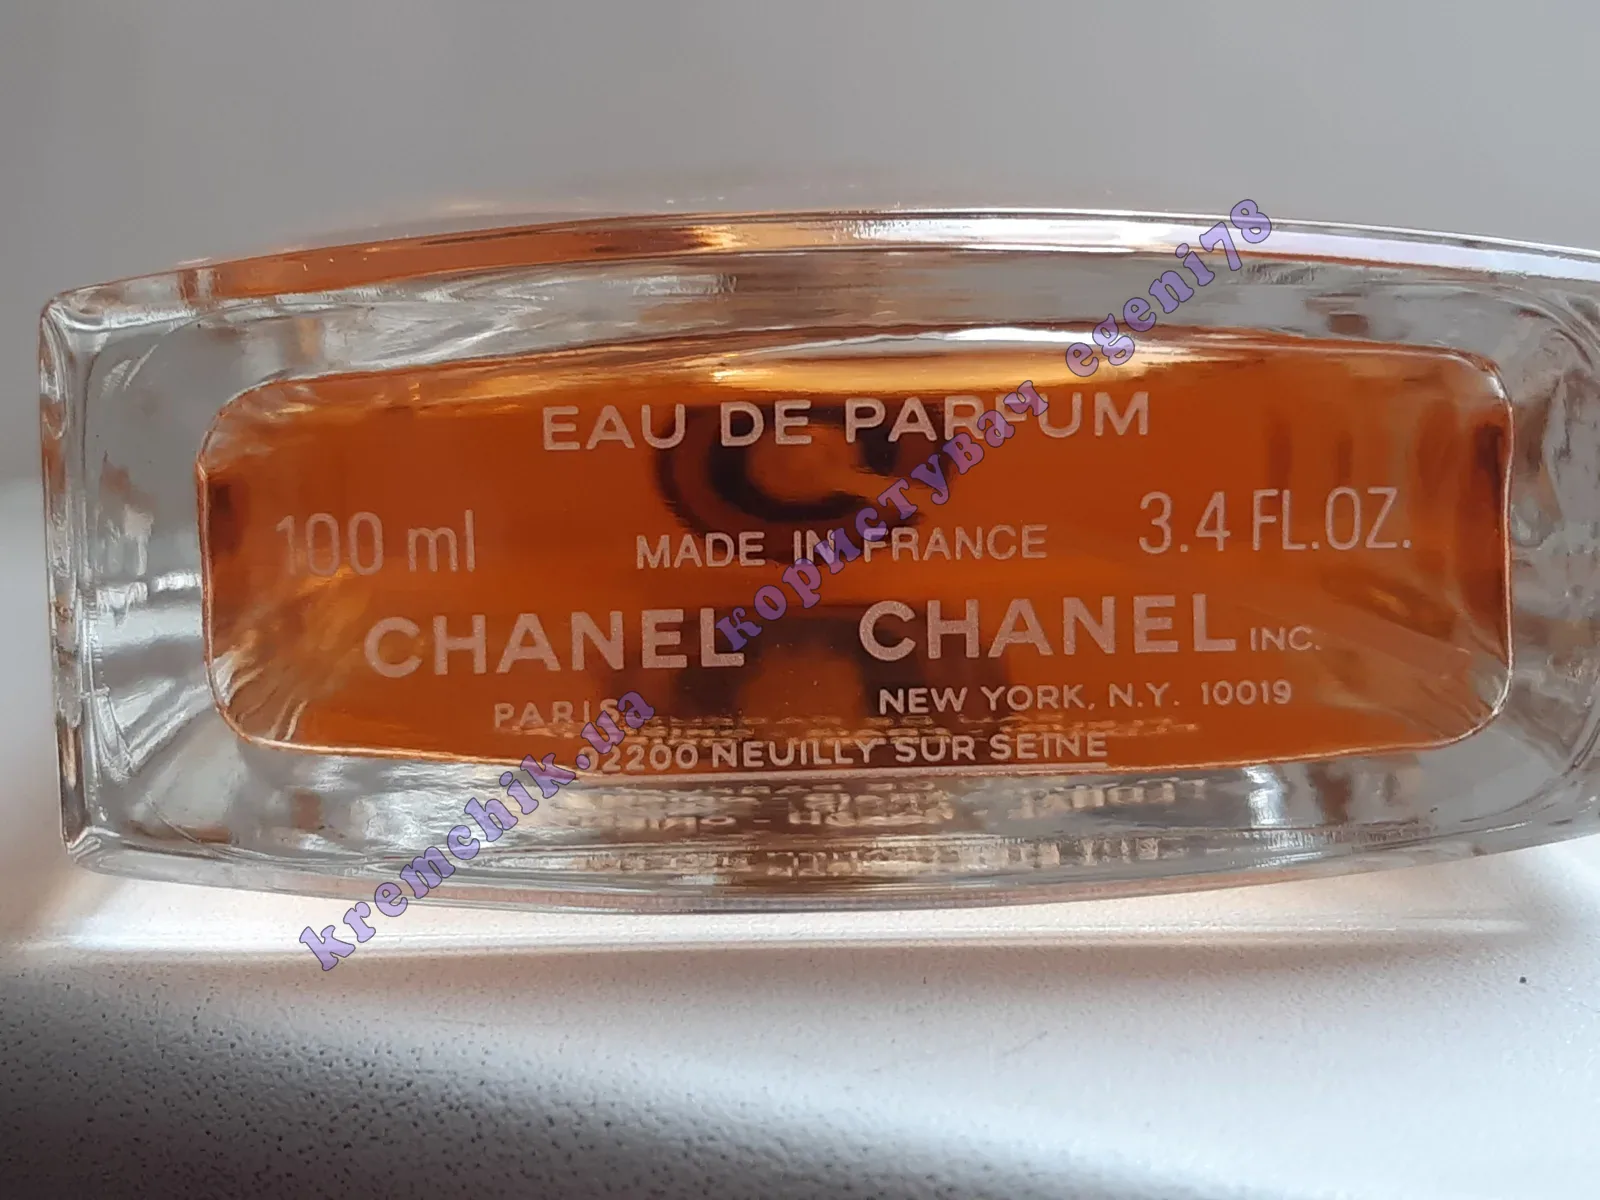 EAU DE PARFUM
100 ml
MADE IN FRANCE
3.4 FL.OZ.
CHANEL
CHANEL INC.
PARIS
NEW YORK, N.Y. 10019
92200 NEUILLY SUR SEINE
kremchik.ua користувач egeni78